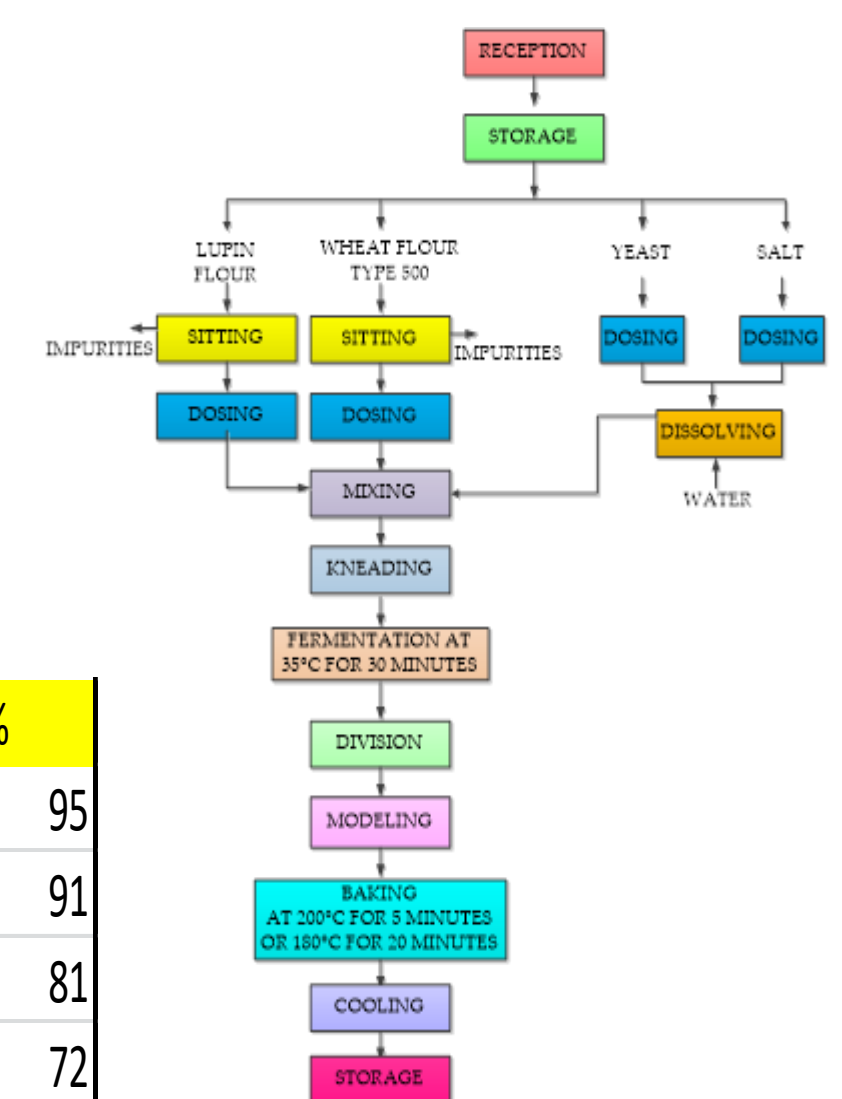 RECEPTION
STORAGE
LUPIN
FLOUR
WHEAT FLOUR
TYPE 500
YEAST
SALT
IMPURITIES
SITTING
SITTING
IMPURITIES
DOSING
DOSING
DOSING
DOSING
DISSOLVING
WATER
MIXING
KNEADING
FERMENTATION AT
35°C FOR 30 MINUTES
DIVISION
MODELING
BAKING
AT 200°C FOR 5 MINUTES
OR 180°C FOR 20 MINUTES
COOLING
STORAGE
%
95
91
81
72